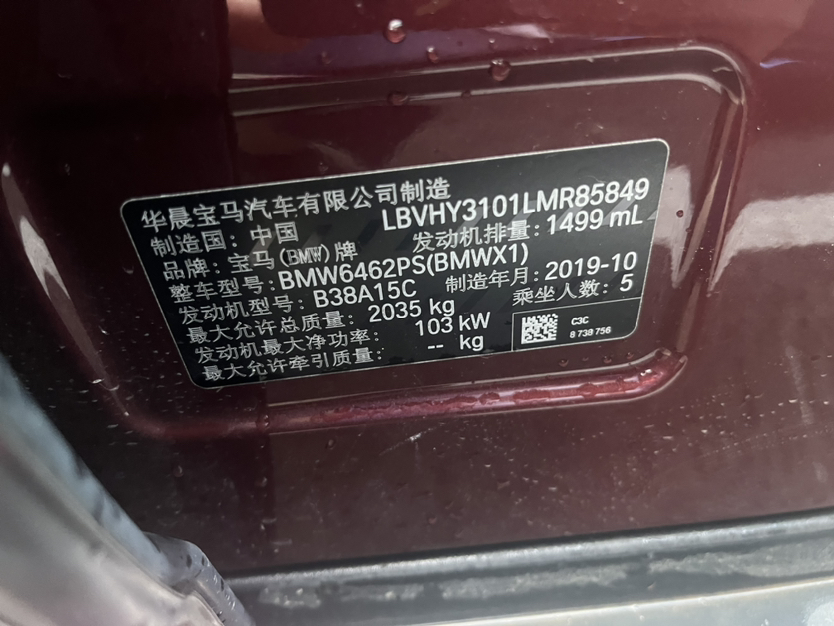 华晨宝马汽车有限公司制造
制造国：中国 LBVHY3101LMR85849
品牌：宝马(BMW)牌 发动机排量：1499 mL
整车型号：BMW6462PS(BMWX1)
发动机型号：B38A15C 制造年月：2019-10
最大允许总质量：2035 kg 乘坐人数：5
发动机最大净功率： 103 kW
最大允许牵引质量： -- kg
C3C
8 738 756